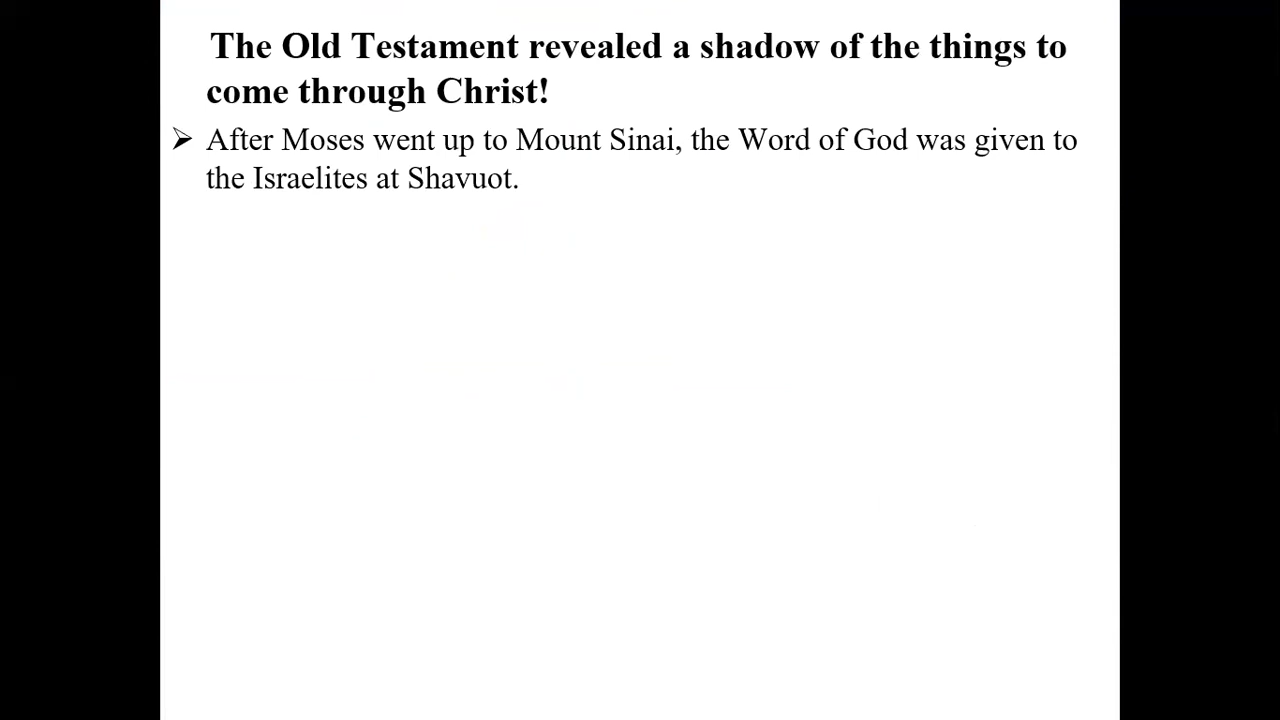 The Old Testament revealed a shadow of the things to
come through Christ!
➢ After Moses went up to Mount Sinai, the Word of God was given to
the Israelites at Shavuot.